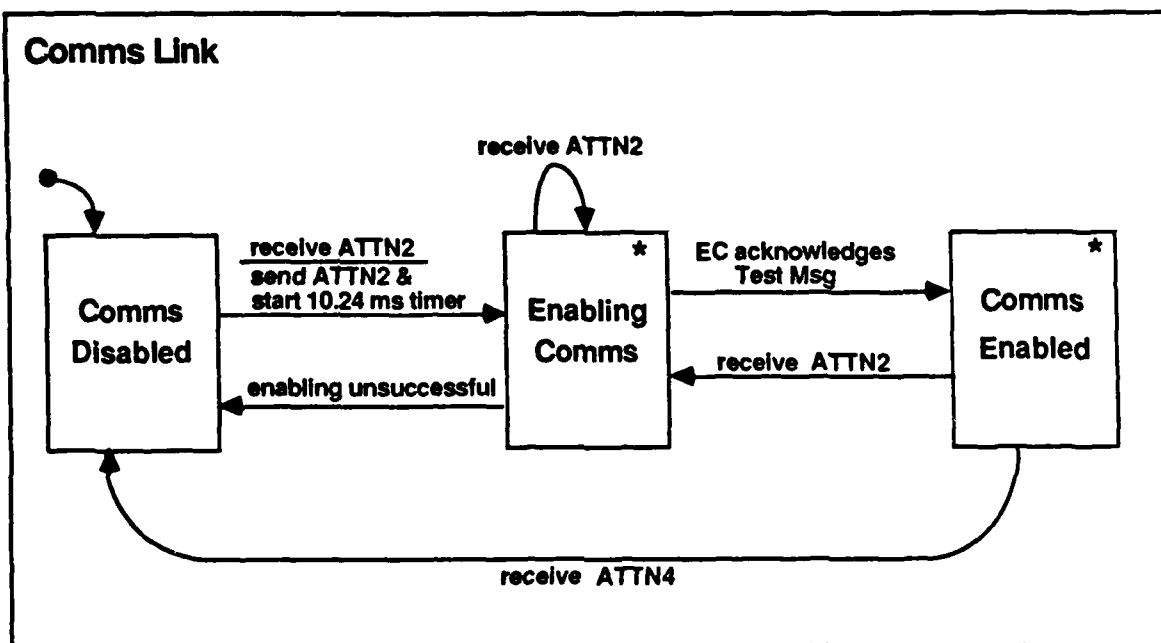 Comms Link
receive ATTN2
receive ATTN2
send ATTN2 &
start 10.24 ms timer
*
EC acknowledges
Test Msg
*
Comms
Disabled
Enabling
Comms
Comms
Enabled
receive ATTN2
enabling unsuccessful
receive ATTN4